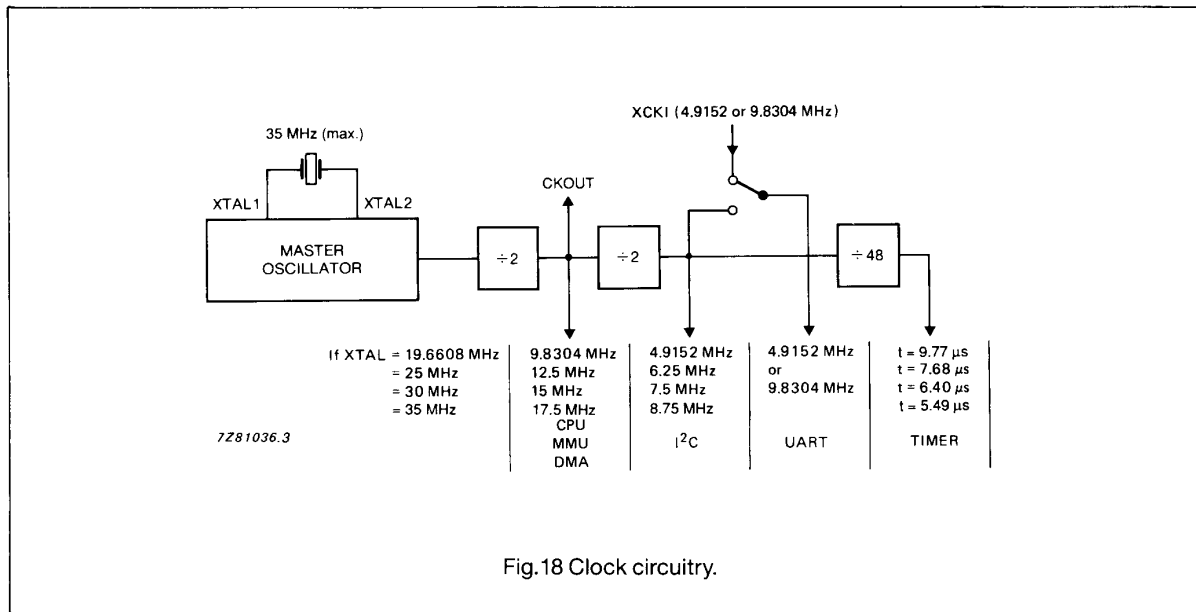 XCKI (4.9152 or 9.8304 MHz)
35 MHz (max.)
XTAL1
XTAL2
CKOUT
MASTER
OSCILLATOR
÷2
÷2
÷48
If XTAL = 19.6608 MHz
= 25 MHz
= 30 MHz
= 35 MHz
9.8304 MHz
12.5 MHz
15 MHz
17.5 MHz
CPU
MMU
DMA
4.9152 MHz
6.25 MHz
7.5 MHz
8.75 MHz
I²C
4.9152 MHz
or
9.8304 MHz
UART
t = 9.77 µs
t = 7.68 µs
t = 6.40 µs
t = 5.49 µs
TIMER
7Z81036.3
Fig.18 Clock circuitry.